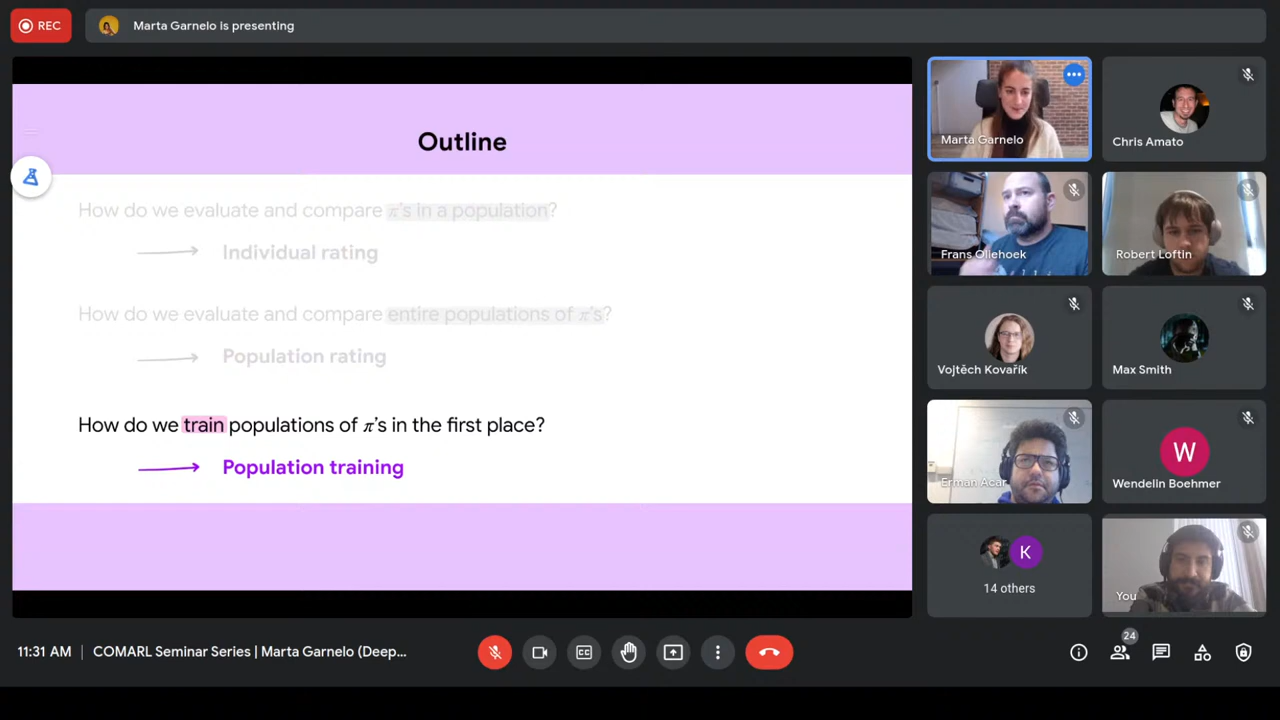 REC
Marta Garnelo is presenting
Outline
How do we evaluate and compare π's in a population?
Individual rating
How do we evaluate and compare entire populations of π's?
Population rating
How do we train populations of π's in the first place?
Population training
Marta Garnelo
Chris Amato
Frans Oliehoek
Robert Loftin
Vojtěch Kovařík
Max Smith
Erman Acar
W
Wendelin Boehmer
K
14 others
You
11:31 AM | COMARL Seminar Series | Marta Garnelo (Deep...
CC
24